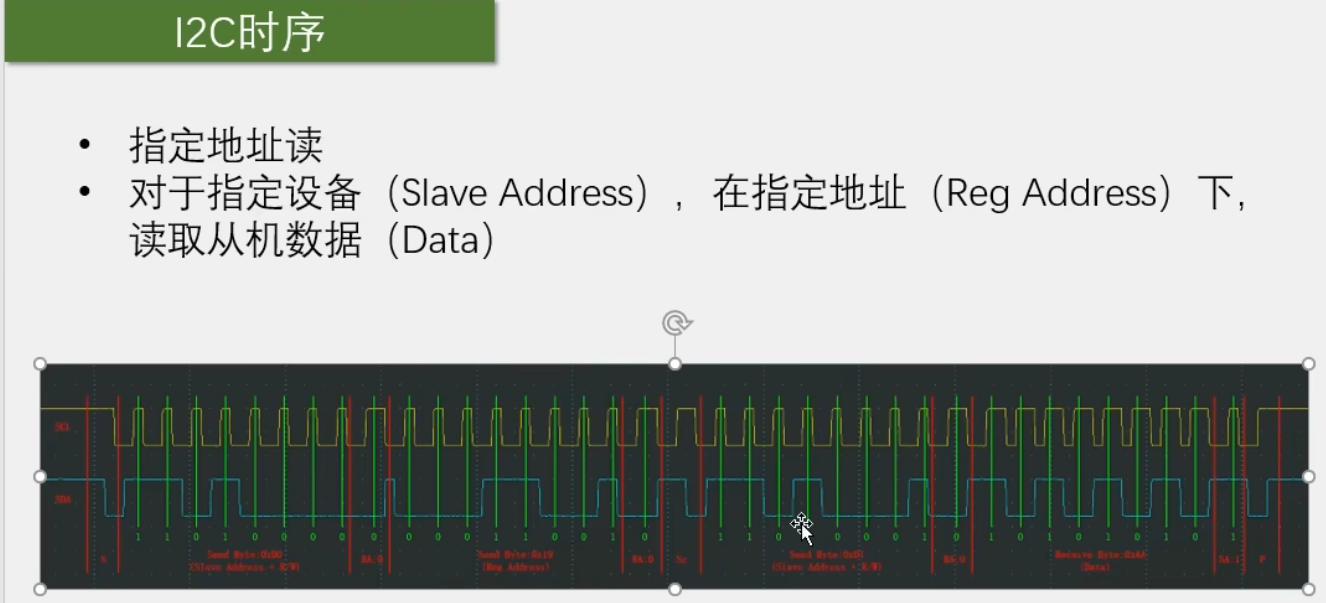 I2C时序
• 指定地址读
• 对于指定设备（Slave Address），在指定地址（Reg Address）下,
读取从机数据（Data）
SCL
SDA
1 1 0 1 0 0 0 0 0 0 0 0 1 1 0 0 1 0 1 1 0 1 0 0 0 1 0 1 0 1 0 1 0 1 0 1
S Send Byte:0xD0 RA:0 Send Byte:0x19 RA:0 Sr Send Byte:0xD1 RA:0 Receive Byte:0xAA SA:1 P
(Slave Address + R/W) (Reg Address) (Slave Address + R/W) (Data)